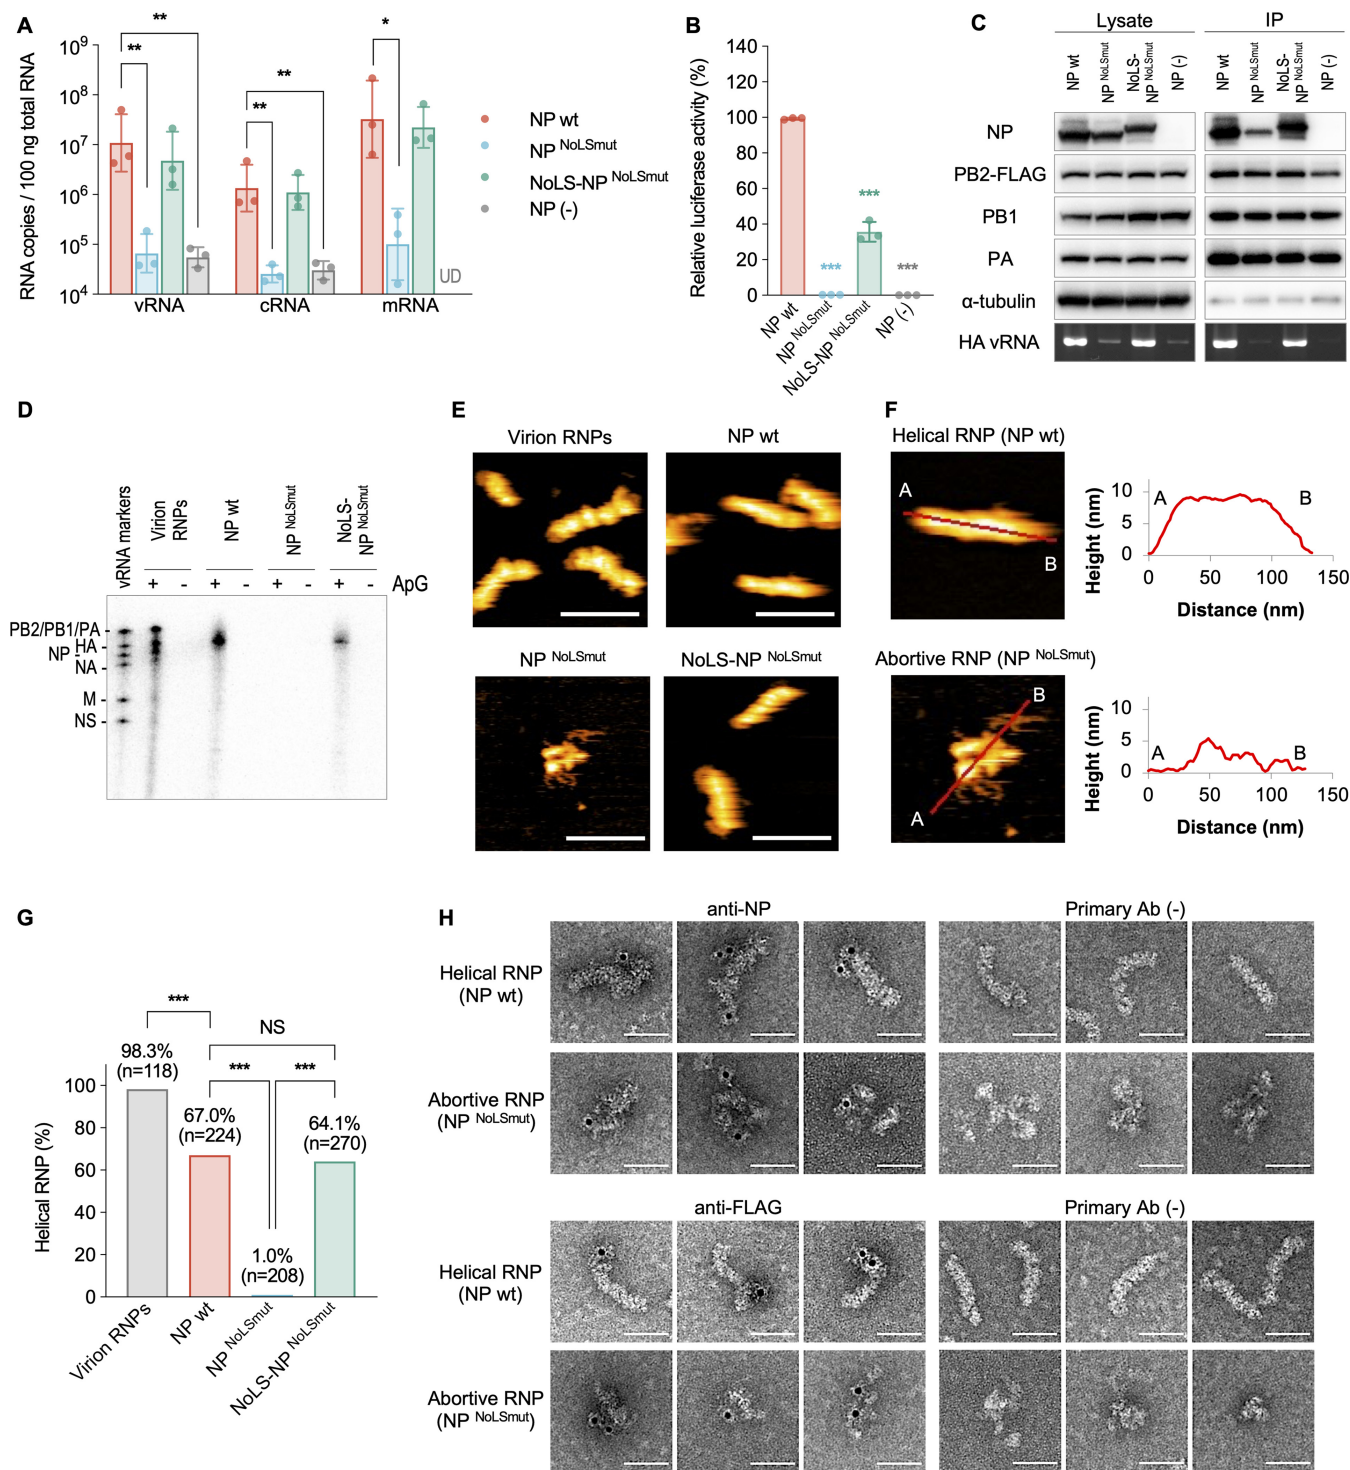 A
RNA copies / 100 ng total RNA
10⁹
10⁸
10⁷
10⁶
10⁵
10⁴
**
**
**
**
*
UD
vRNA
cRNA
mRNA
NP wt
NP NoLSmut
NoLS-NP NoLSmut
NP (-)
B
Relative luciferase activity (%)
140
120
100
80
60
40
20
0
***
***
***
NP wt
NP NoLSmut
NoLS-NP NoLSmut
NP (-)
C
Lysate
IP
NP wt
NP NoLSmut
NoLS-
NP NoLSmut
NP (-)
NP wt
NP NoLSmut
NoLS-
NP NoLSmut
NP (-)
NP
PB2-FLAG
PB1
PA
α-tubulin
HA vRNA
D
vRNA markers
Virion
RNPs
NP wt
NP NoLSmut
NoLS-
NP NoLSmut
+ - + - + - + - ApG
PB2/PB1/PA
HA
NP
NA
M
NS
E
Virion RNPs
NP wt
NP NoLSmut
NoLS-NP NoLSmut
F
Helical RNP (NP wt)
A
B
Height (nm)
10
5
0
A
B
0 50 100 150
Distance (nm)
Abortive RNP (NP NoLSmut)
B
A
Height (nm)
10
5
0
A
B
0 50 100 150
Distance (nm)
G
Helical RNP (%)
100
80
60
40
20
0
***
NS
***
***
98.3%
(n=118)
67.0%
(n=224)
1.0%
(n=208)
64.1%
(n=270)
Virion RNPs
NP wt
NP NoLSmut
NoLS-NP NoLSmut
H
anti-NP
Primary Ab (-)
Helical RNP
(NP wt)
Abortive RNP
(NP NoLSmut)
anti-FLAG
Primary Ab (-)
Helical RNP
(NP wt)
Abortive RNP
(NP NoLSmut)